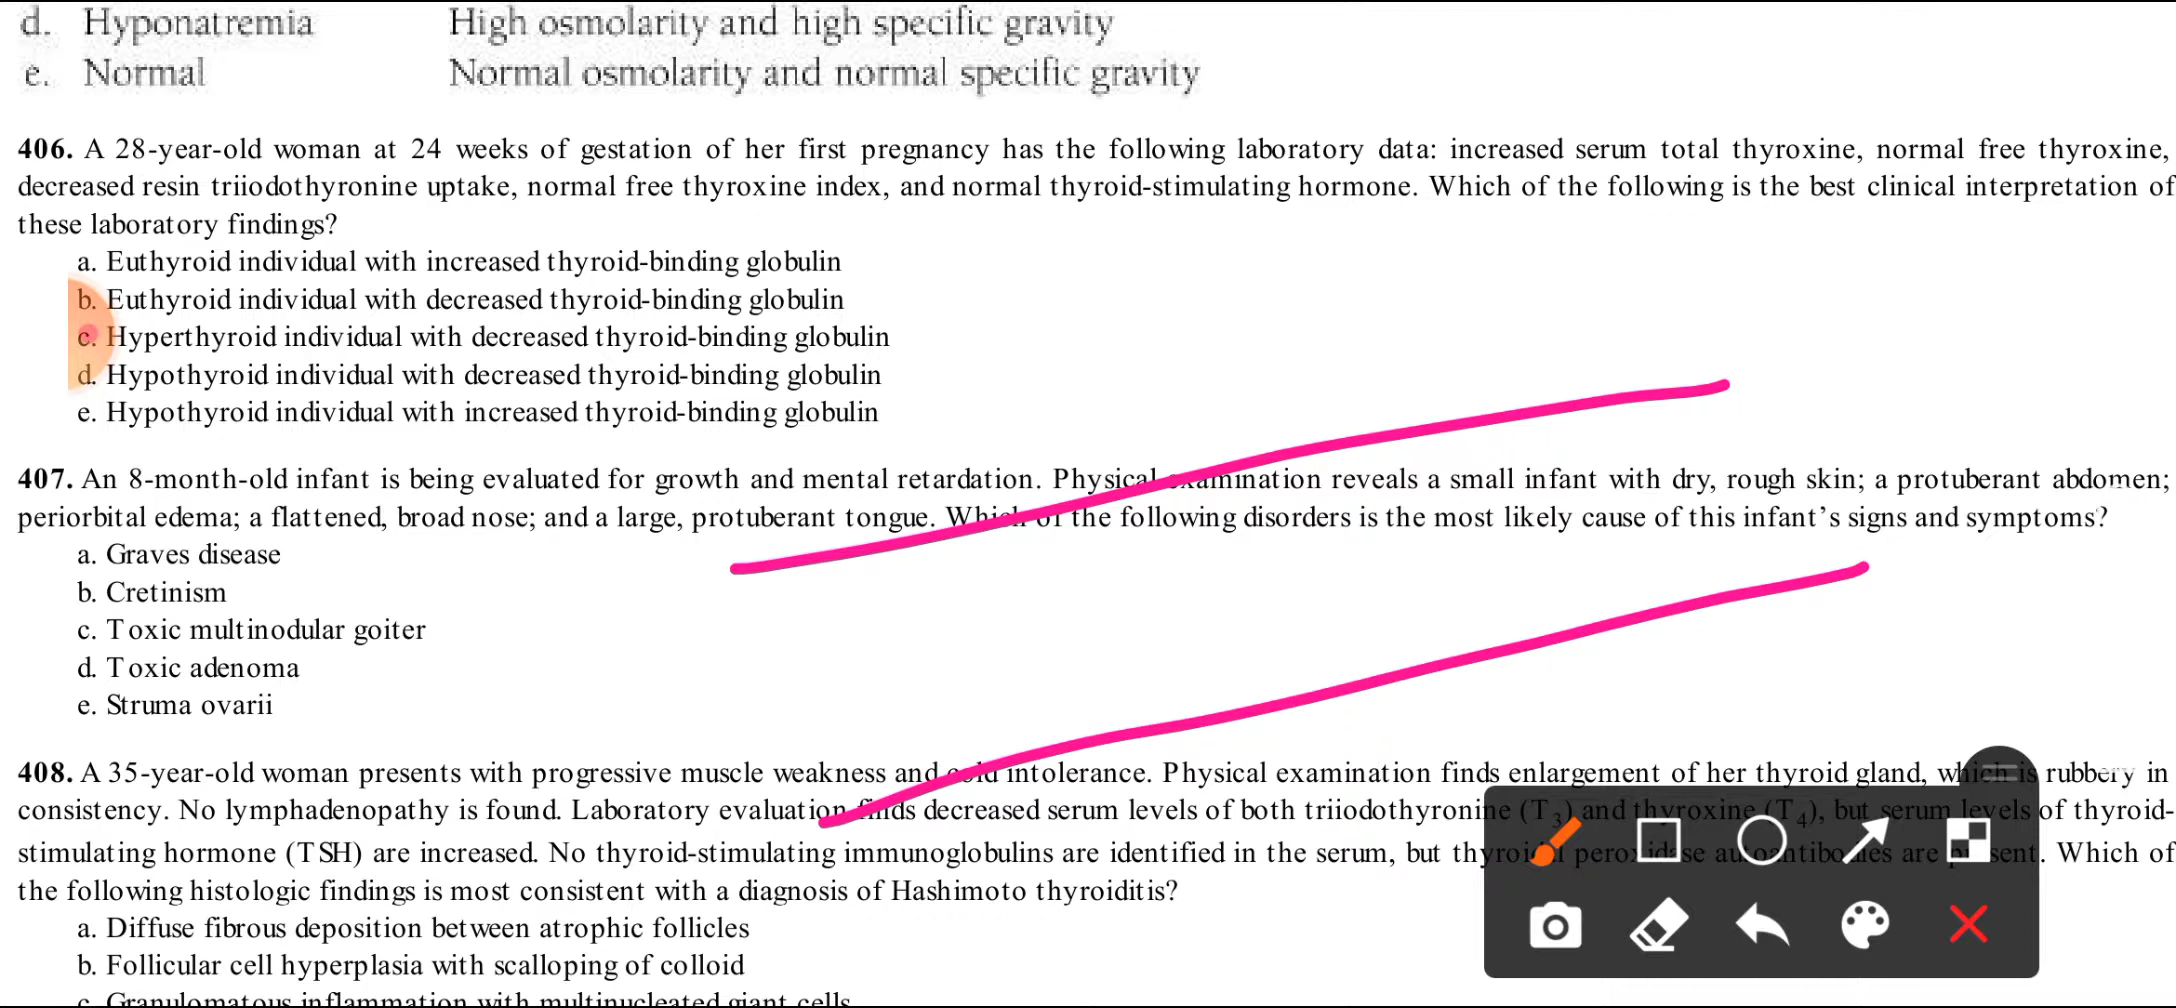 d. Hyponatremia High osmolarity and high specific gravity
e. Normal Normal osmolarity and normal specific gravity
406. A 28-year-old woman at 24 weeks of gestation of her first pregnancy has the following laboratory data: increased serum total thyroxine, normal free thyroxine,
decreased resin triiodothyronine uptake, normal free thyroxine index, and normal thyroid-stimulating hormone. Which of the following is the best clinical interpretation of
these laboratory findings?
a. Euthyroid individual with increased thyroid-binding globulin
b. Euthyroid individual with decreased thyroid-binding globulin
c. Hyperthyroid individual with decreased thyroid-binding globulin
d. Hypothyroid individual with decreased thyroid-binding globulin
e. Hypothyroid individual with increased thyroid-binding globulin
407. An 8-month-old infant is being evaluated for growth and mental retardation. Physical examination reveals a small infant with dry, rough skin; a protuberant abdomen;
periorbital edema; a flattened, broad nose; and a large, protuberant tongue. Which of the following disorders is the most likely cause of this infant's signs and symptoms?
a. Graves disease
b. Cretinism
c. Toxic multinodular goiter
d. Toxic adenoma
e. Struma ovarii
408. A 35-year-old woman presents with progressive muscle weakness and cold intolerance. Physical examination finds enlargement of her thyroid gland, which is rubbery in
consistency. No lymphadenopathy is found. Laboratory evaluation finds decreased serum levels of both triiodothyronine (T3) and thyroxine (T4), but serum levels of thyroid-
stimulating hormone (TSH) are increased. No thyroid-stimulating immunoglobulins are identified in the serum, but thyroid peroxidase autoantibodies are present. Which of
the following histologic findings is most consistent with a diagnosis of Hashimoto thyroiditis?
a. Diffuse fibrous deposition between atrophic follicles
b. Follicular cell hyperplasia with scalloping of colloid
c. Granulomatous inflammation with multinucleated giant cells